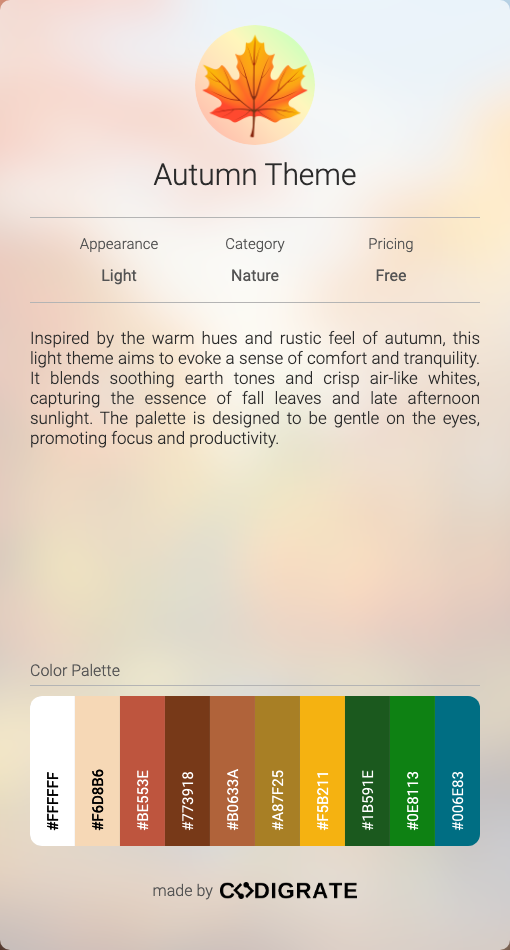 Autumn Theme
Appearance Category Pricing
Light Nature Free
Inspired by the warm hues and rustic feel of autumn, this
light theme aims to evoke a sense of comfort and tranquility.
It blends soothing earth tones and crisp air-like whites,
capturing the essence of fall leaves and late afternoon
sunlight. The palette is designed to be gentle on the eyes,
promoting focus and productivity.
Color Palette
#FFFFFF
#F6D8B6
#BE553E
#773918
#B0633A
#A87F25
#F5B211
#1B591E
#0E8113
#006E83
made by CODIGRATE